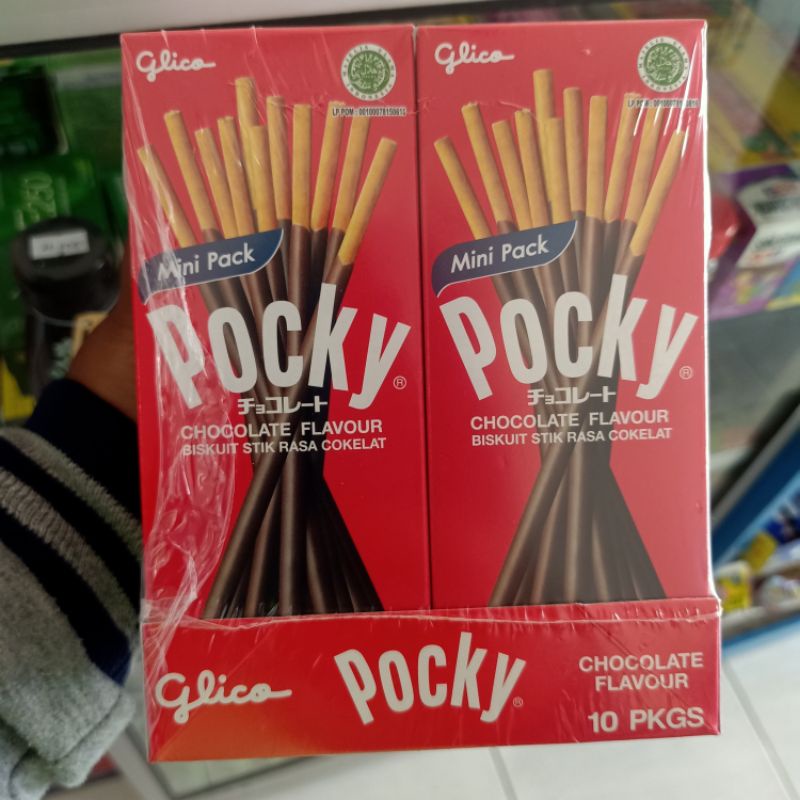 Glico
Mini Pack
POCKY®
チョコレート
CHOCOLATE FLAVOUR
BISKUIT STIK RASA COKELAT
Glico
Mini Pack
POCKY®
チョコレート
CHOCOLATE FLAVOUR
BISKUIT STIK RASA COKELAT
Glico
POCKY®
CHOCOLATE
FLAVOUR
10 PKGS